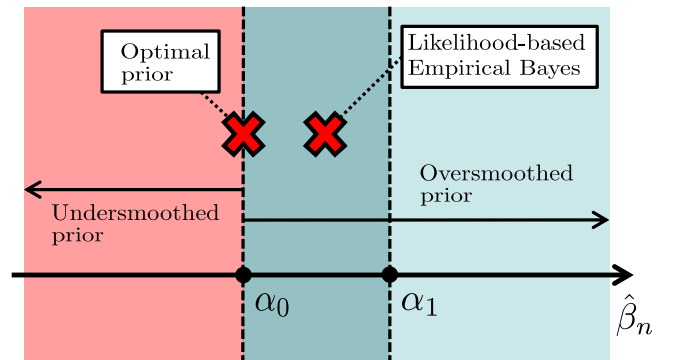 Optimal
prior
Likelihood-based
Empirical Bayes
Oversmoothed
prior
Undersmoothed
prior
α₀
α₁
β̂ₙ